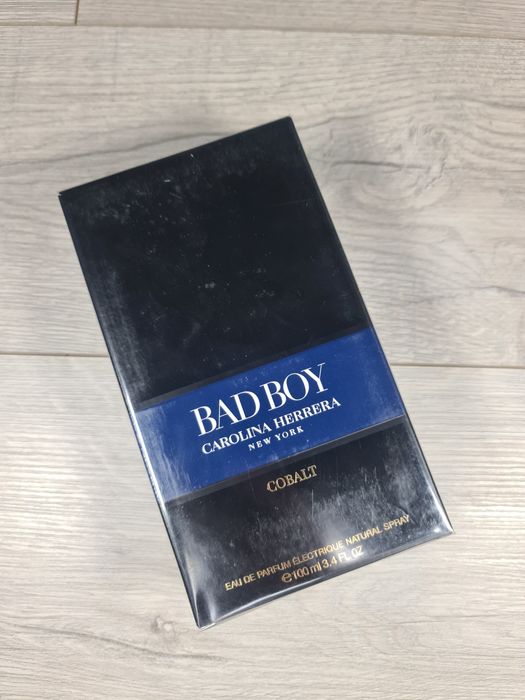 BAD BOY
CAROLINA HERRERA
NEW YORK
COBALT
EAU DE PARFUM ÉLECTRIQUE NATURAL SPRAY
℮100 ml 3.4 FL. OZ